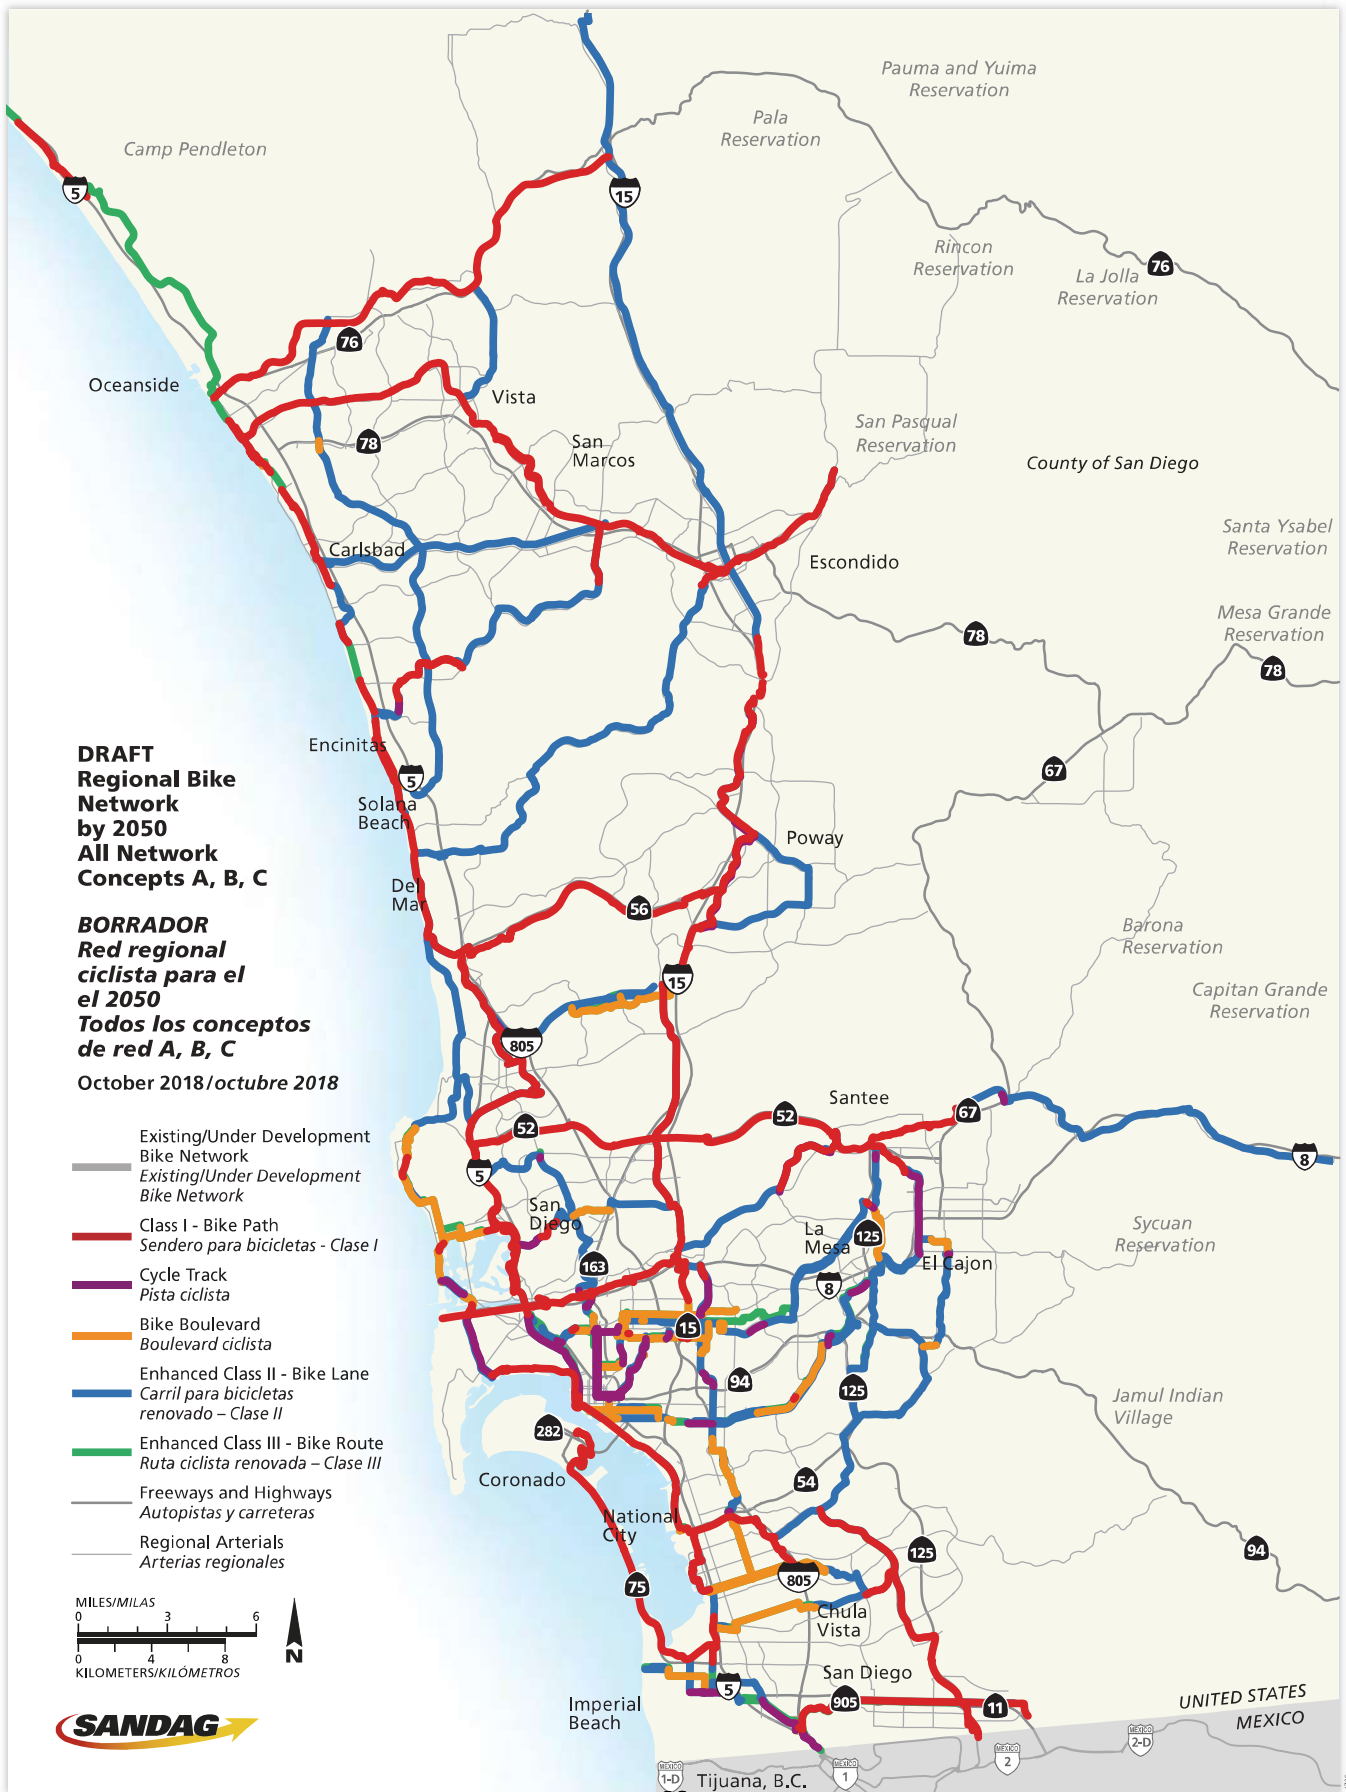 Pauma and Yuima
Reservation
Pala
Reservation
Camp Pendleton
5
15
Rincon
Reservation
La Jolla
Reservation
76
76
Oceanside
Vista
78
San
Marcos
San Pasqual
Reservation
County of San Diego
Santa Ysabel
Reservation
Carlsbad
Escondido
Mesa Grande
Reservation
78
78
Encinitas
5
67
Solana
Beach
Poway
Del
Mar
56
Barona
Reservation
15
Capitan Grande
Reservation
805
Santee
52
67
52
8
5
San
Diego
La
Mesa
125
Sycuan
Reservation
El Cajon
163
8
15
94
125
Jamul Indian
Village
282
Coronado
54
National
City
125
94
75
805
Chula
Vista
San Diego
5
905
11
Imperial
Beach
UNITED STATES
MEXICO
MEXICO
1-D
Tijuana, B.C.
MEXICO
1
MEXICO
2
MEXICO
2-D
DRAFT
Regional Bike
Network
by 2050
All Network
Concepts A, B, C
BORRADOR
Red regional
ciclista para el
el 2050
Todos los conceptos
de red A, B, C
October 2018/octubre 2018
Existing/Under Development
Bike Network
Existing/Under Development
Bike Network
Class I - Bike Path
Sendero para bicicletas - Clase I
Cycle Track
Pista ciclista
Bike Boulevard
Boulevard ciclista
Enhanced Class II - Bike Lane
Carril para bicicletas
renovado – Clase II
Enhanced Class III - Bike Route
Ruta ciclista renovada – Clase III
Freeways and Highways
Autopistas y carreteras
Regional Arterials
Arterias regionales
MILES/MILAS
0 3 6
0 4 8
KILOMETERS/KILÓMETROS
N
SANDAG